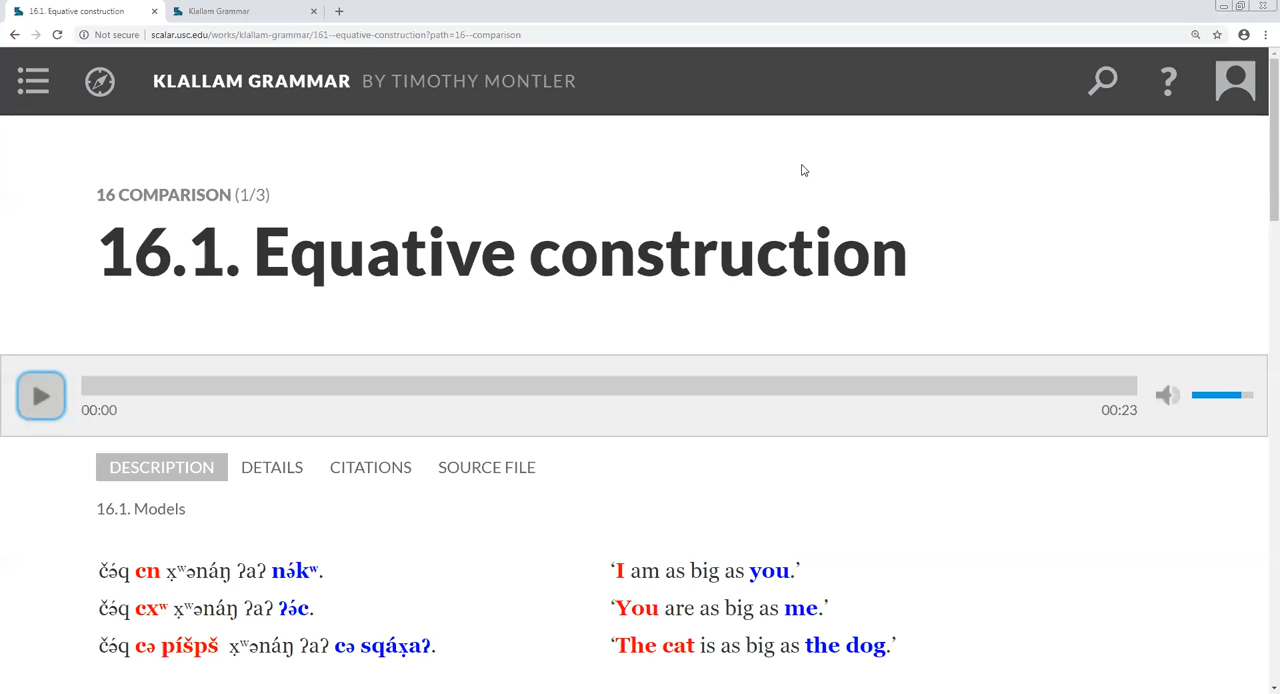 16.1. Equative construction
Klallam Grammar
Not secure | scalar.usc.edu/works/klallam-grammar/161--equative-construction?path=16--comparison
KLALLAM GRAMMAR BY TIMOTHY MONTLER
16 COMPARISON (1/3)
16.1. Equative construction
00:00 00:23
DESCRIPTION DETAILS CITATIONS SOURCE FILE
16.1. Models
čə́q cn x̣ʷənáŋ ʔaʔ nə́kʷ. ‘I am as big as you.’
čə́q cxʷ x̣ʷənáŋ ʔaʔ ʔə́c. ‘You are as big as me.’
čə́q cə píšpš x̣ʷənáŋ ʔaʔ cə sqáx̣aʔ. ‘The cat is as big as the dog.’